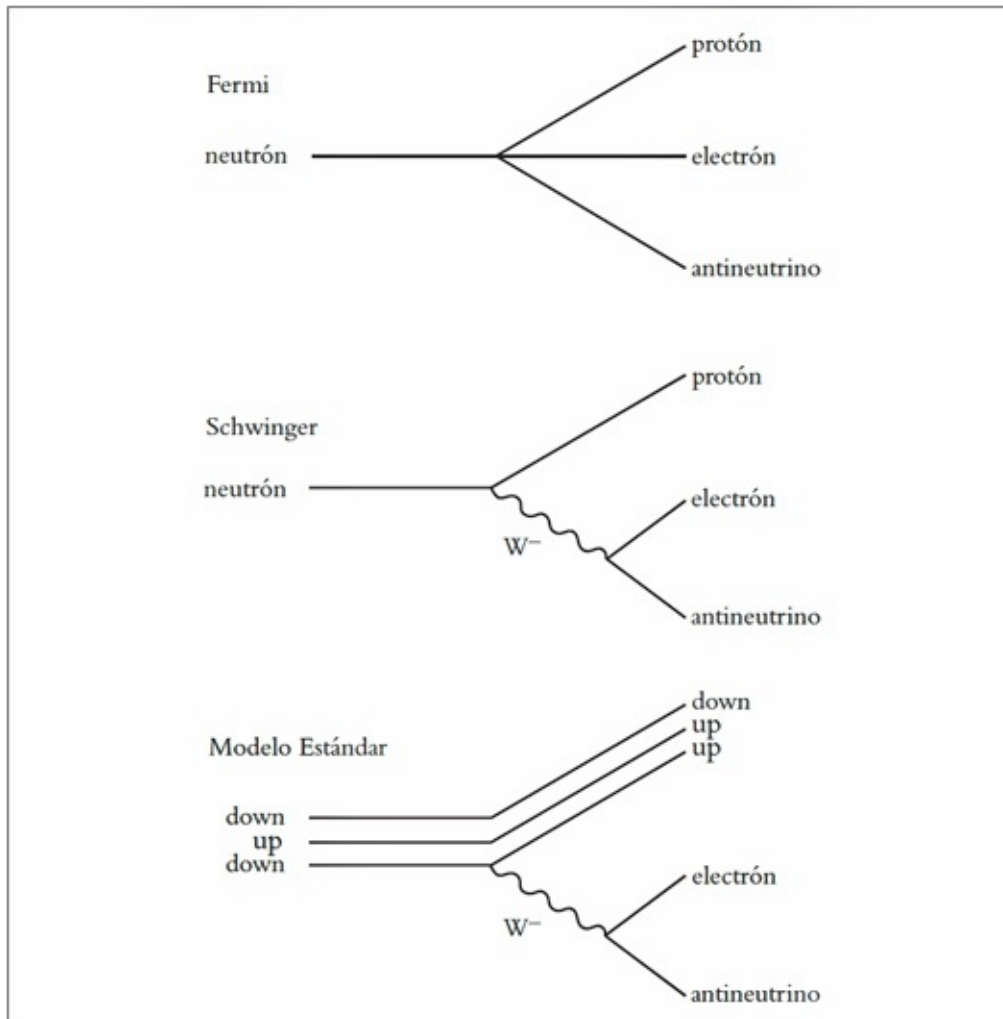 protón
Fermi
neutrón
electrón
antineutrino
protón
Schwinger
neutrón
electrón
W−
antineutrino
down
up
Modelo Estándar
up
down
up
down
electrón
W−
antineutrino